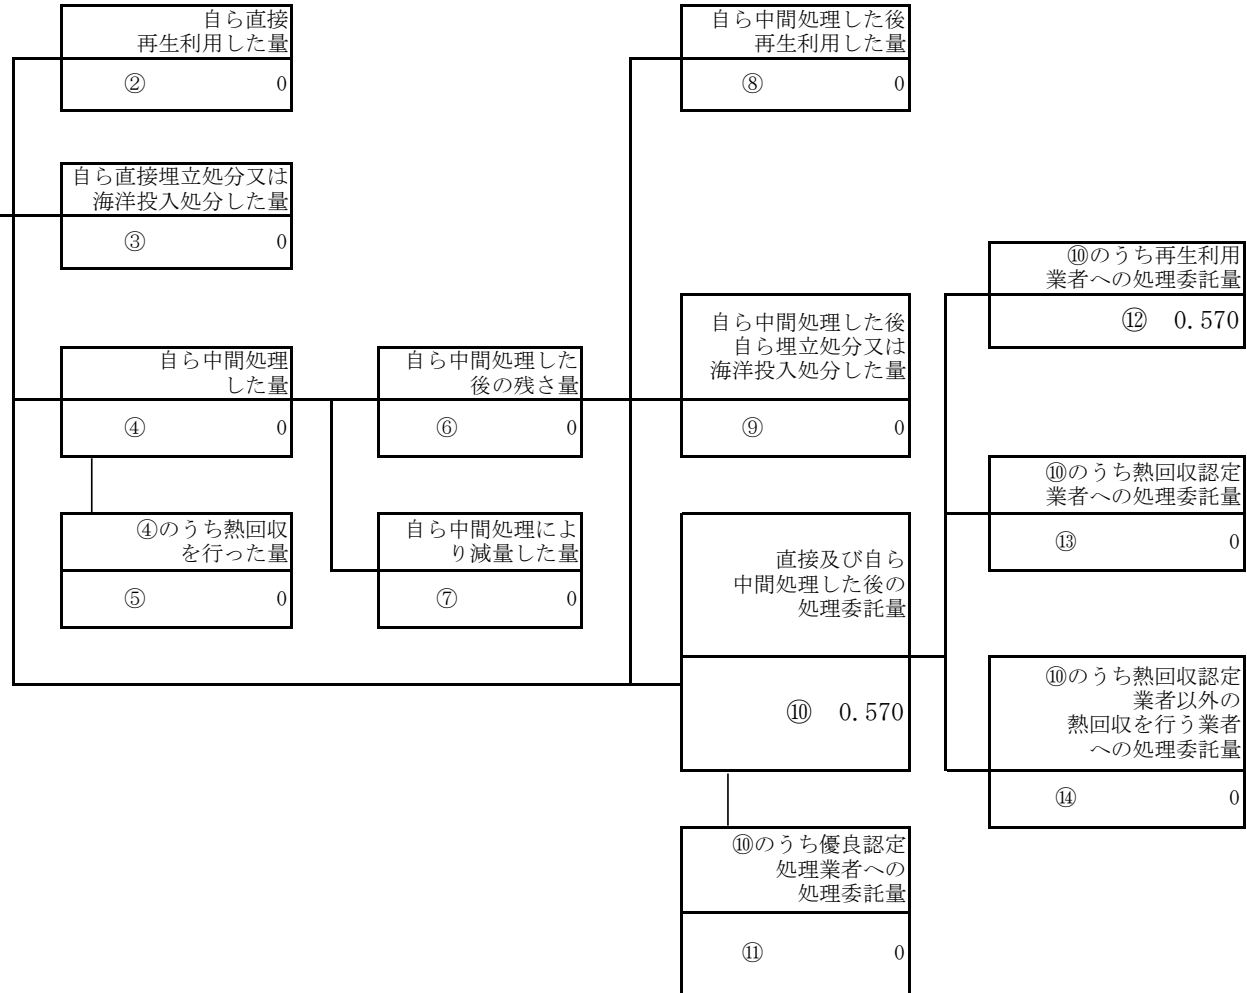 自ら直接
再生利用した量
② 0
自ら中間処理した後
再生利用した量
⑧ 0
自ら直接埋立処分又は
海洋投入処分した量
③ 0
⑩のうち再生利用
業者への処理委託量
⑫ 0.570
自ら中間処理した後
自ら埋立処分又は
海洋投入処分した量
⑨ 0
自ら中間処理
した量
④ 0
自ら中間処理した
後の残さ量
⑥ 0
⑩のうち熱回収認定
業者への処理委託量
⑬ 0
④のうち熱回収
を行った量
⑤ 0
自ら中間処理によ
り減量した量
⑦ 0
直接及び自ら
中間処理した後の
処理委託量
⑩ 0.570
⑩のうち熱回収認定
業者以外の
熱回収を行う業者
への処理委託量
⑭ 0
⑩のうち優良認定
処理業者への
処理委託量
⑪ 0